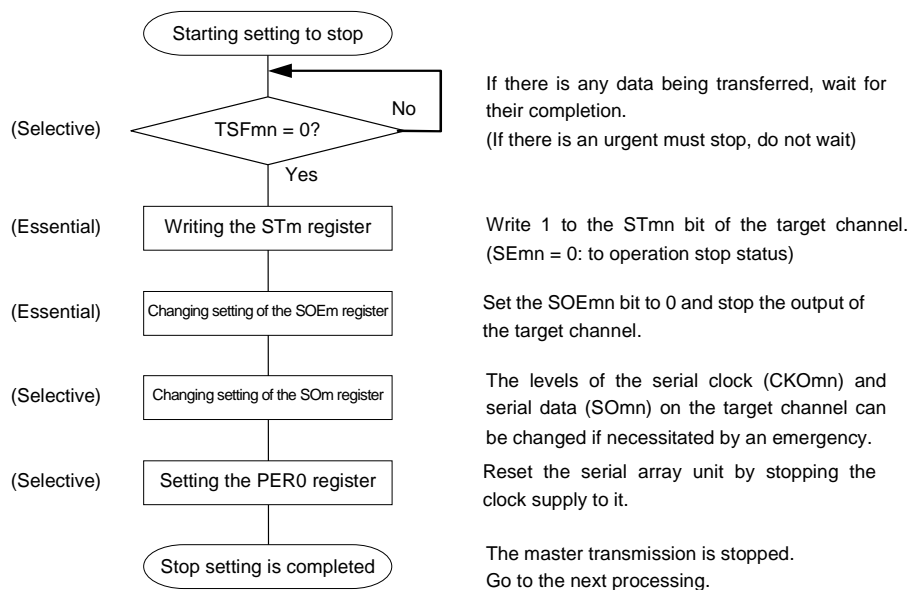 Starting setting to stop
No
If there is any data being transferred, wait for
their completion.
(If there is an urgent must stop, do not wait)
(Selective)
TSFmn = 0?
Yes
(Essential)
Writing the STm register
Write 1 to the STmn bit of the target channel.
(SEmn = 0: to operation stop status)
(Essential)
Changing setting of the SOEm register
Set the SOEmn bit to 0 and stop the output of
the target channel.
(Selective)
Changing setting of the SOm register
The levels of the serial clock (CKOmn) and
serial data (SOmn) on the target channel can
be changed if necessitated by an emergency.
(Selective)
Setting the PER0 register
Reset the serial array unit by stopping the
clock supply to it.
Stop setting is completed
The master transmission is stopped.
Go to the next processing.